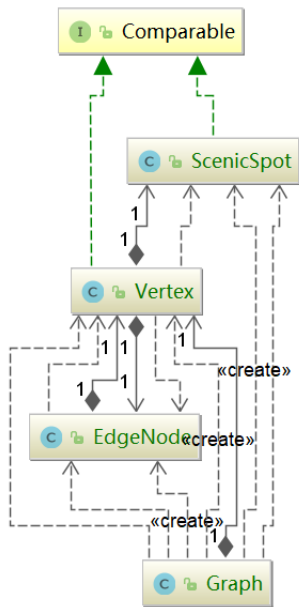 I Comparable
C ScenicSpot
1
1
C Vertex
1
1
1
«create»
1
1
C EdgeNode
«create»
«create»
1
C Graph